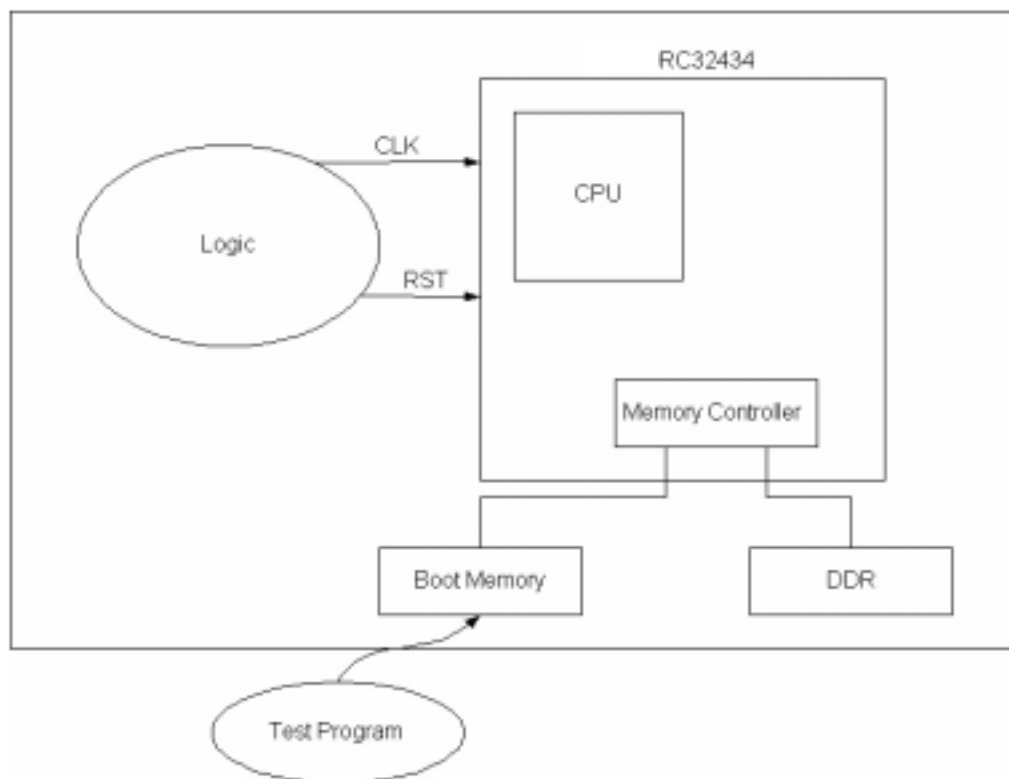 RC32434
CLK
CPU
Logic
RST
Memory Controller
Boot Memory
DDR
Test Program